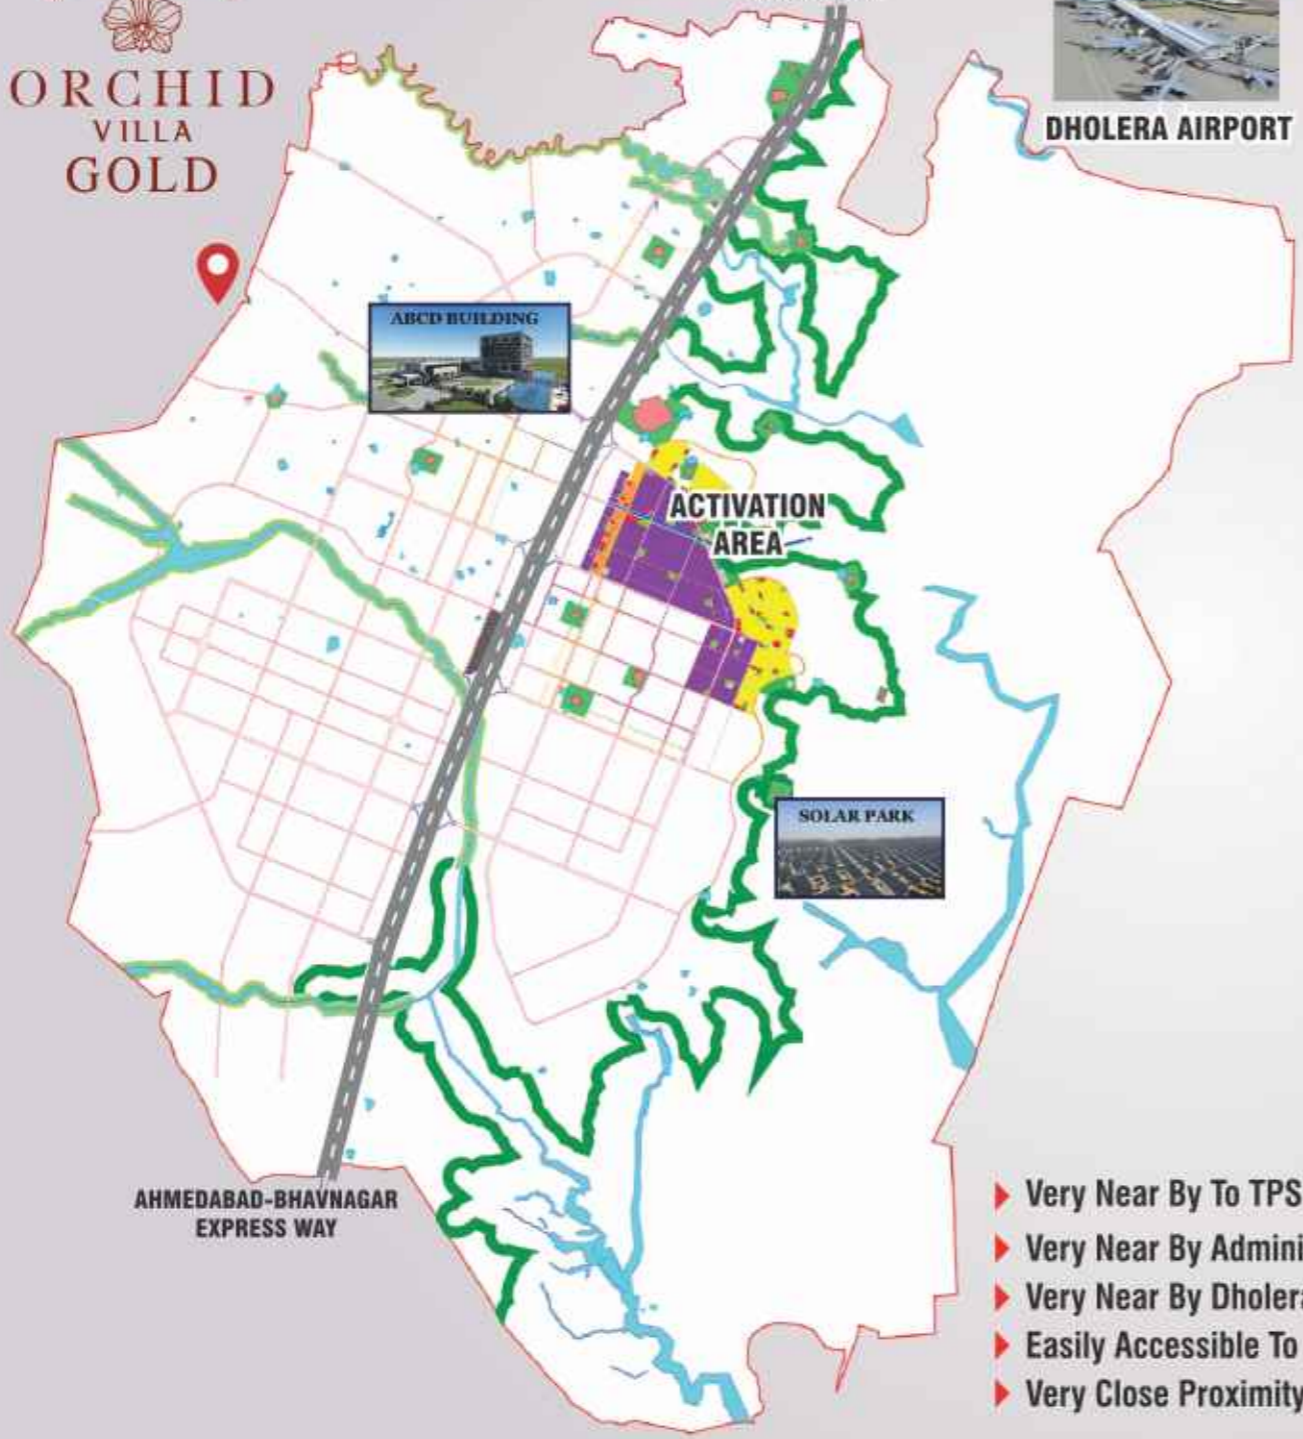 ORCHID
VILLA
GOLD
DHOLERA AIRPORT
ABCD BUILDING
ACTIVATION
AREA
SOLAR PARK
AHMEDABAD-BHAVNAGAR
EXPRESS WAY
Very Near By To TPS
Very Near By Admini
Very Near By Dholera
Easily Accessible To
Very Close Proximity